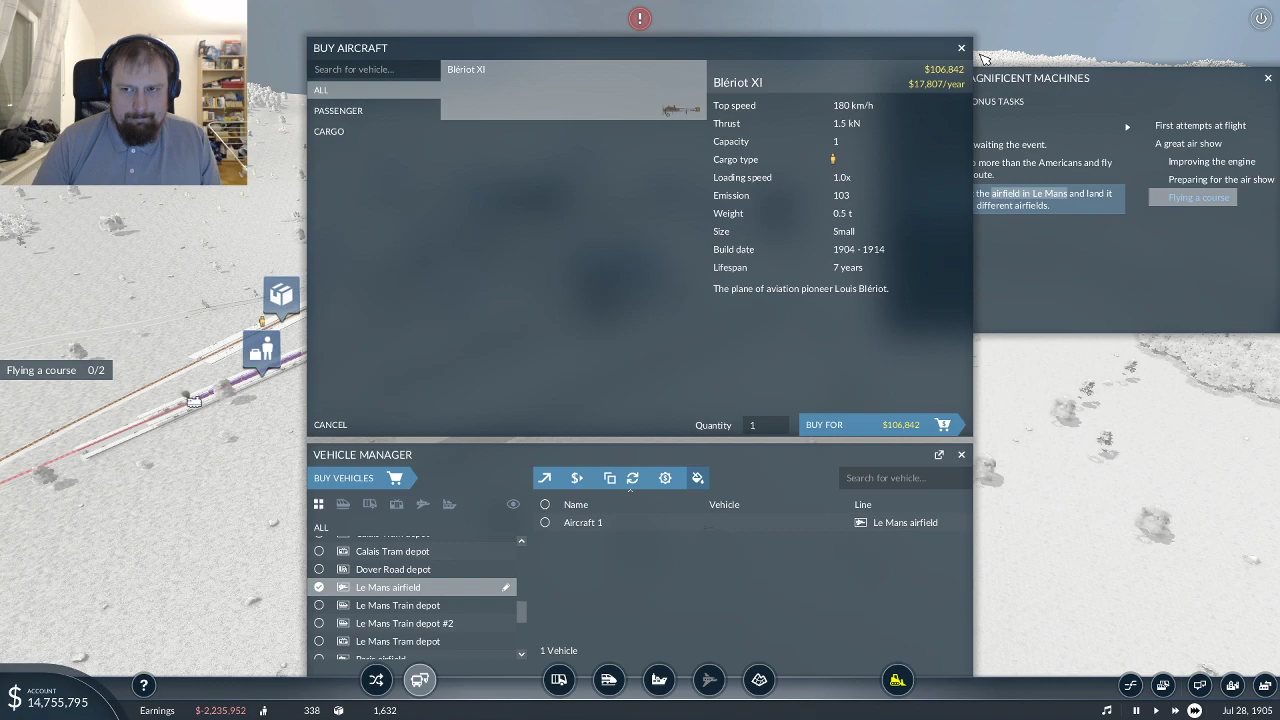 BUY AIRCRAFT
Search for vehicle...
ALL
PASSENGER
CARGO
Blériot XI
$106,842
Blériot XI
$17,807/year
Top speed 180 km/h
Thrust 1.5 kN
Capacity 1
Cargo type
Loading speed 1.0x
Emission 103
Weight 0.5 t
Size Small
Build date 1904 - 1914
Lifespan 7 years
The plane of aviation pioneer Louis Blériot.
CANCEL
Quantity 1
BUY FOR $106,842
AGNIFICENT MACHINES
ONUS TASKS
waiting the event.
o more than the Americans and fly
oute.
the airfield in Le Mans and land it
different airfields.
First attempts at flight
A great air show
Improving the engine
Preparing for the air show
Flying a course
Flying a course 0/2
VEHICLE MANAGER
BUY VEHICLES
Search for vehicle...
ALL
Calais Tram depot
Dover Road depot
Le Mans airfield
Le Mans Train depot
Le Mans Train depot #2
Le Mans Tram depot
Paris airfield
Name Vehicle Line
Aircraft 1 Le Mans airfield
1 Vehicle
$ ACCOUNT
14,755,795
?
Earnings $-2,235,952 338 1,632
Jul 28, 1905